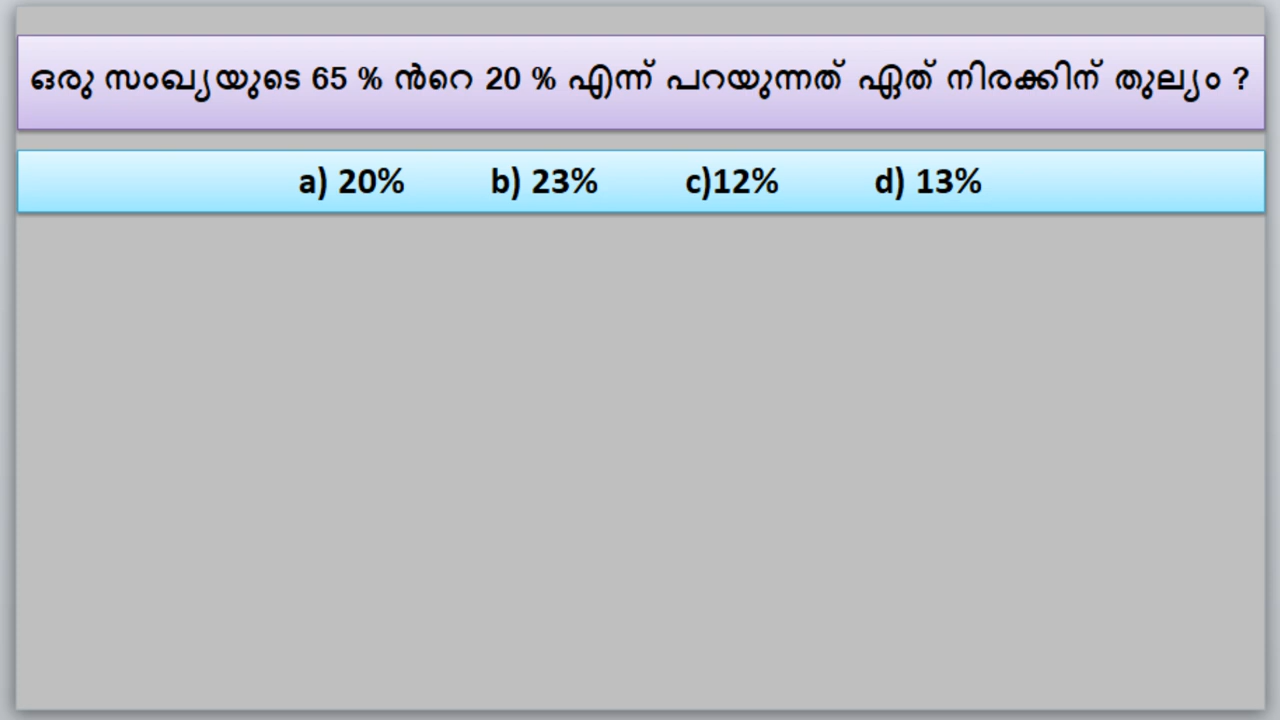 ഒരു സംഖ്യയുടെ 65 % ൻറെ 20 % എന്ന് പറയുന്നത് ഏത് നിരക്കിന് തുല്യം ?
a) 20% b) 23% c)12% d) 13%